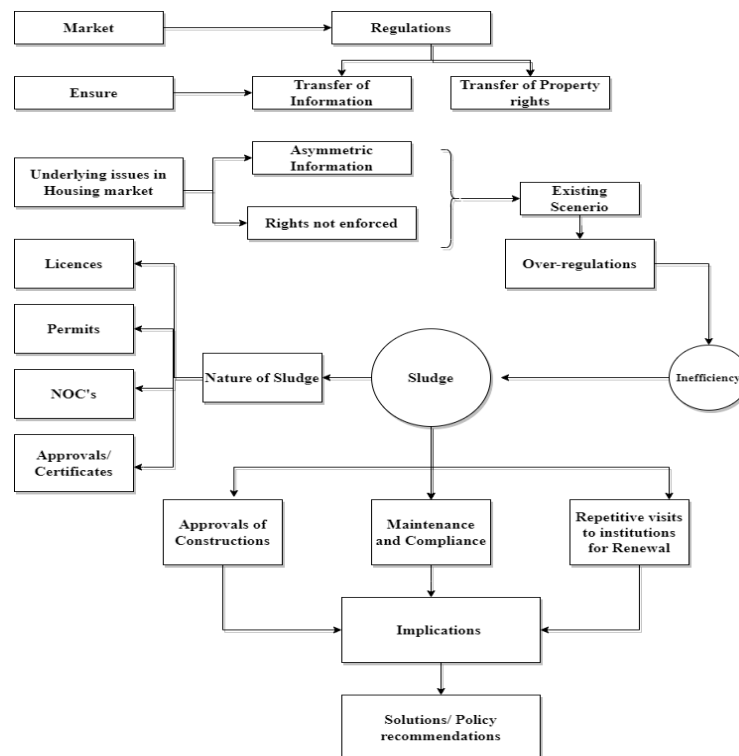 Market
Regulations
Transfer of
Information
Transfer of Property
rights
Ensure
Underlying issues in
Housing market
Asymmetric
Information
Rights not enforced
Existing
Scenerio
Over-regulations
Inefficiency
Sludge
Nature of Sludge
Licences
Permits
NOC's
Approvals/
Certificates
Approvals of
Constructions
Maintenance
and Compliance
Repetitive visits
to institutions
for Renewal
Implications
Solutions/ Policy
recommendations